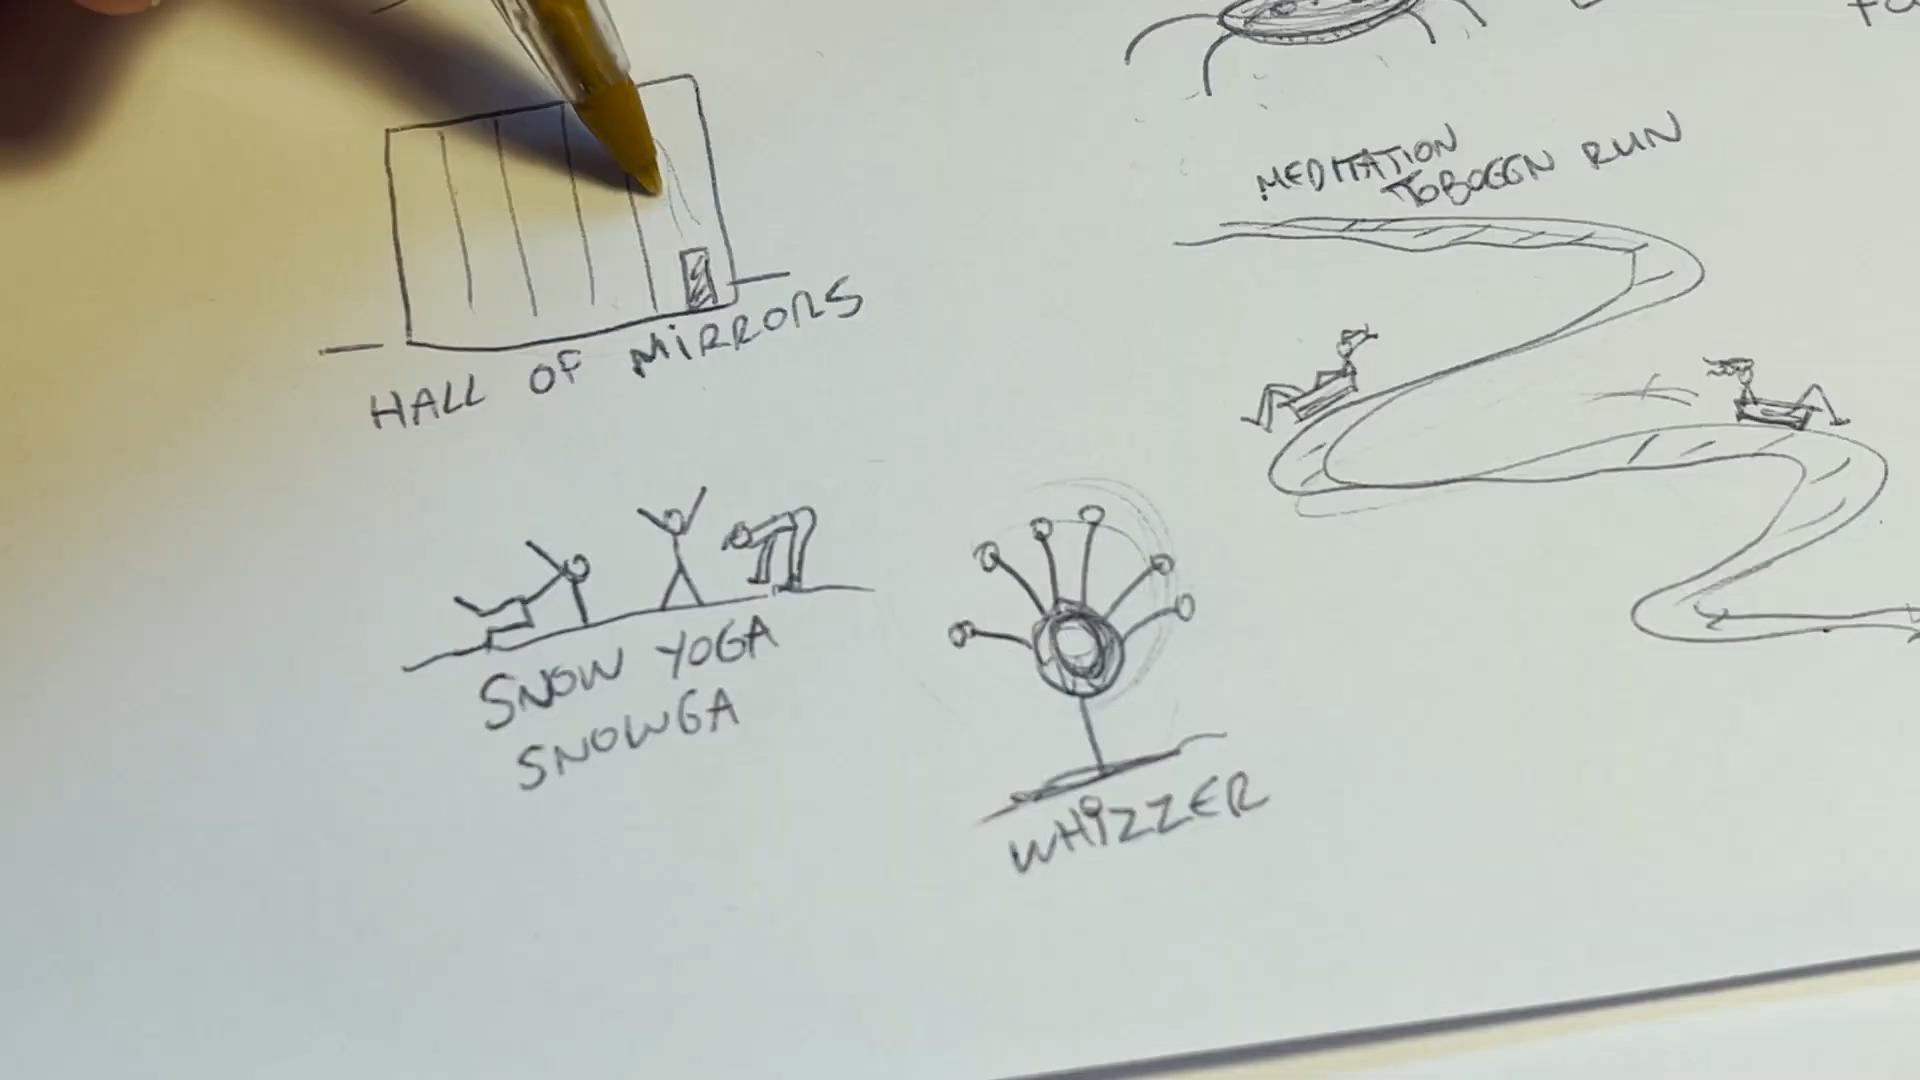 MEDITATION
TOBOGGN RUN
HALL OF MIRRORS
SNOW YOGA
SNOWGA
WHIZZER